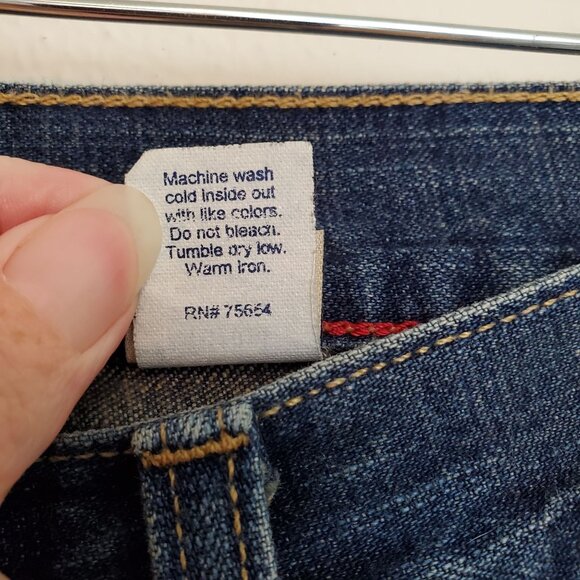 Machine wash
cold inside out
with like colors.
Do not bleach.
Tumble dry low.
Warm iron.
RN# 75654